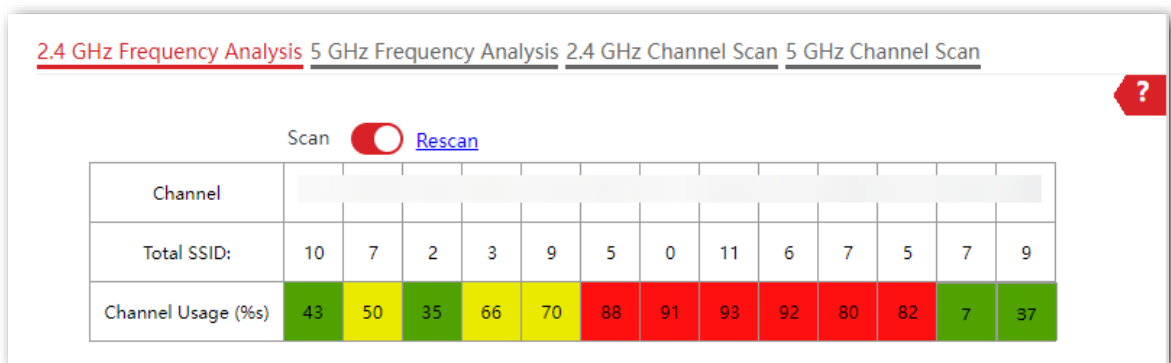 2.4 GHz Frequency Analysis 5 GHz Frequency Analysis 2.4 GHz Channel Scan 5 GHz Channel Scan
?
Scan Rescan
Channel
Total SSID: 10 7 2 3 9 5 0 11 6 7 5 7 9
Channel Usage (%s) 43 50 35 66 70 88 91 93 92 80 82 7 37